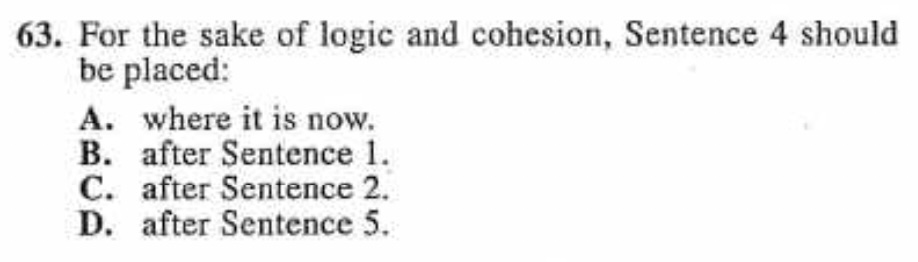 63. For the sake of logic and cohesion, Sentence 4 should
be placed:
A. where it is now.
B. after Sentence 1.
C. after Sentence 2.
D. after Sentence 5.